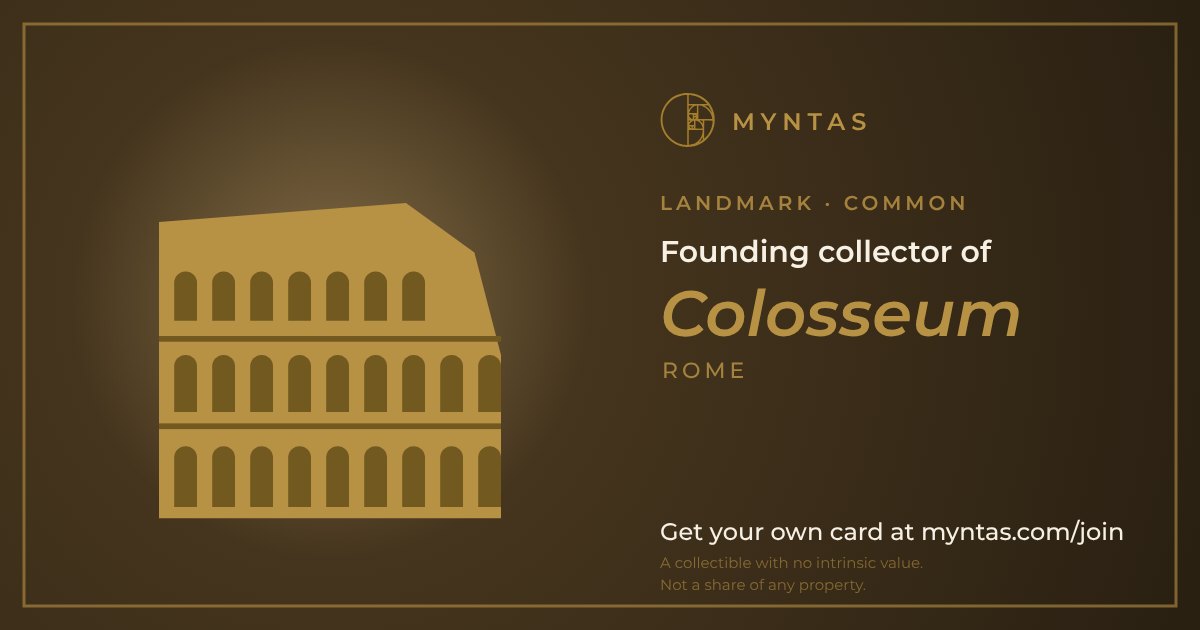 MYNTAS
LANDMARK · COMMON
Founding collector of
Colosseum
ROME
Get your own card at myntas.com/join
A collectible with no intrinsic value.
Not a share of any property.